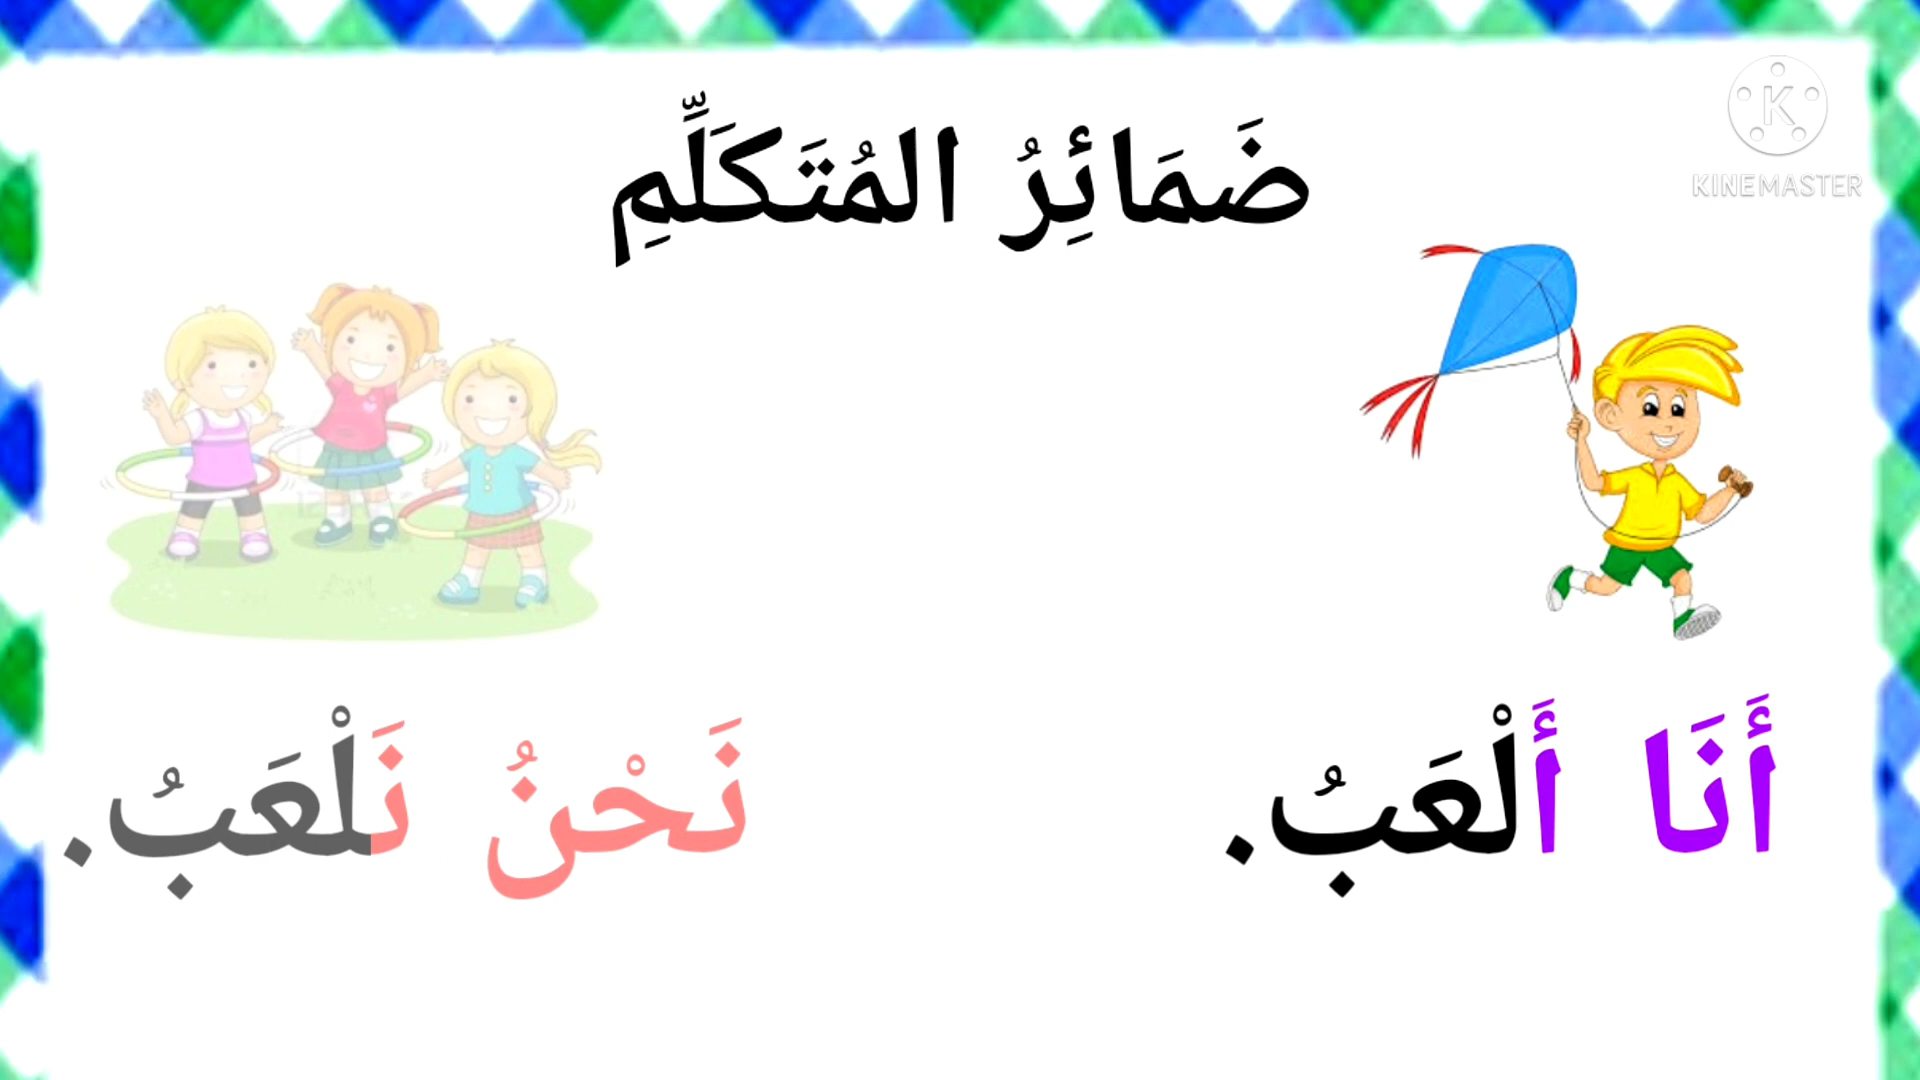 ضَمَائِرُ المُتَكَلِّمِ
K
KINEMASTER
أَنَا أَلْعَبُ.
نَحْنُ نَلْعَبُ.